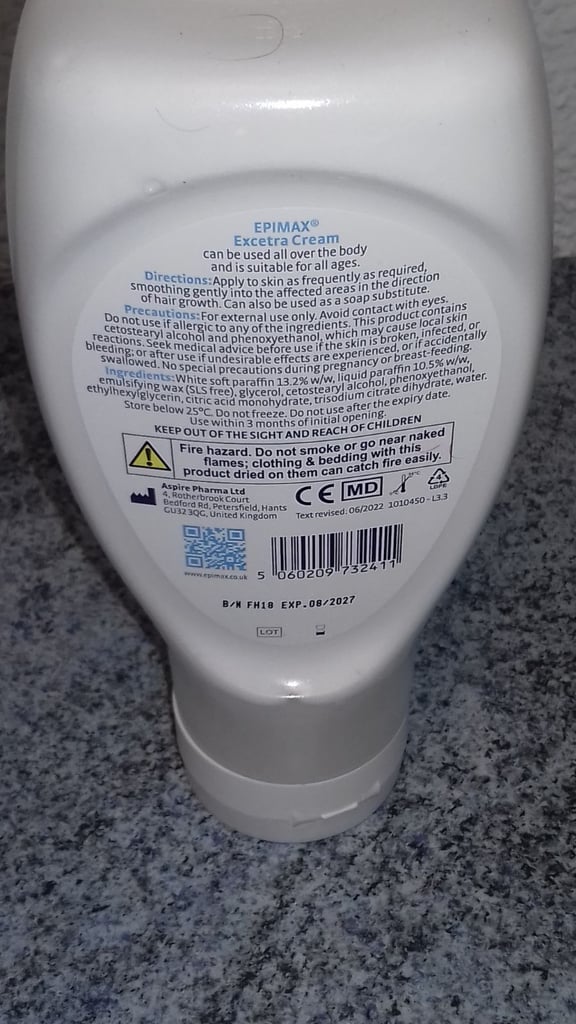 EPIMAX®
Excetra Cream
can be used all over the body
and is suitable for all ages.
Directions: Apply to skin as frequently as required,
smoothing gently into the affected areas in the direction
of hair growth. Can also be used as a soap substitute.
Precautions: For external use only. Avoid contact with eyes.
Do not use if allergic to any of the ingredients. This product contains
cetostearyl alcohol and phenoxyethanol, which may cause local skin
reactions. Seek medical advice before use if the skin is broken, infected, or
bleeding; or after use if undesirable effects are experienced, or if accidentally
swallowed. No special precautions during pregnancy or breast-feeding.
Ingredients: White soft paraffin 13.2% w/w, liquid paraffin 10.5% w/w,
emulsifying wax (SLS free), glycerol, cetostearyl alcohol, phenoxyethanol,
ethylhexylglycerin, citric acid monohydrate, trisodium citrate dihydrate, water.
Store below 25°C. Do not freeze. Do not use after the expiry date.
Use within 3 months of initial opening.
KEEP OUT OF THE SIGHT AND REACH OF CHILDREN
Fire hazard. Do not smoke or go near naked
flames; clothing & bedding with this
product dried on them can catch fire easily.
Aspire Pharma Ltd
4, Rotherbrook Court
Bedford Rd, Petersfield, Hants
GU32 3QG, United Kingdom
CE MD 25°C 4 LDPE
Text revised: 06/2022 1010450 - L3.3
www.epimax.co.uk
5 060209 732411
B/N FH18 EXP.08/2027
LOT